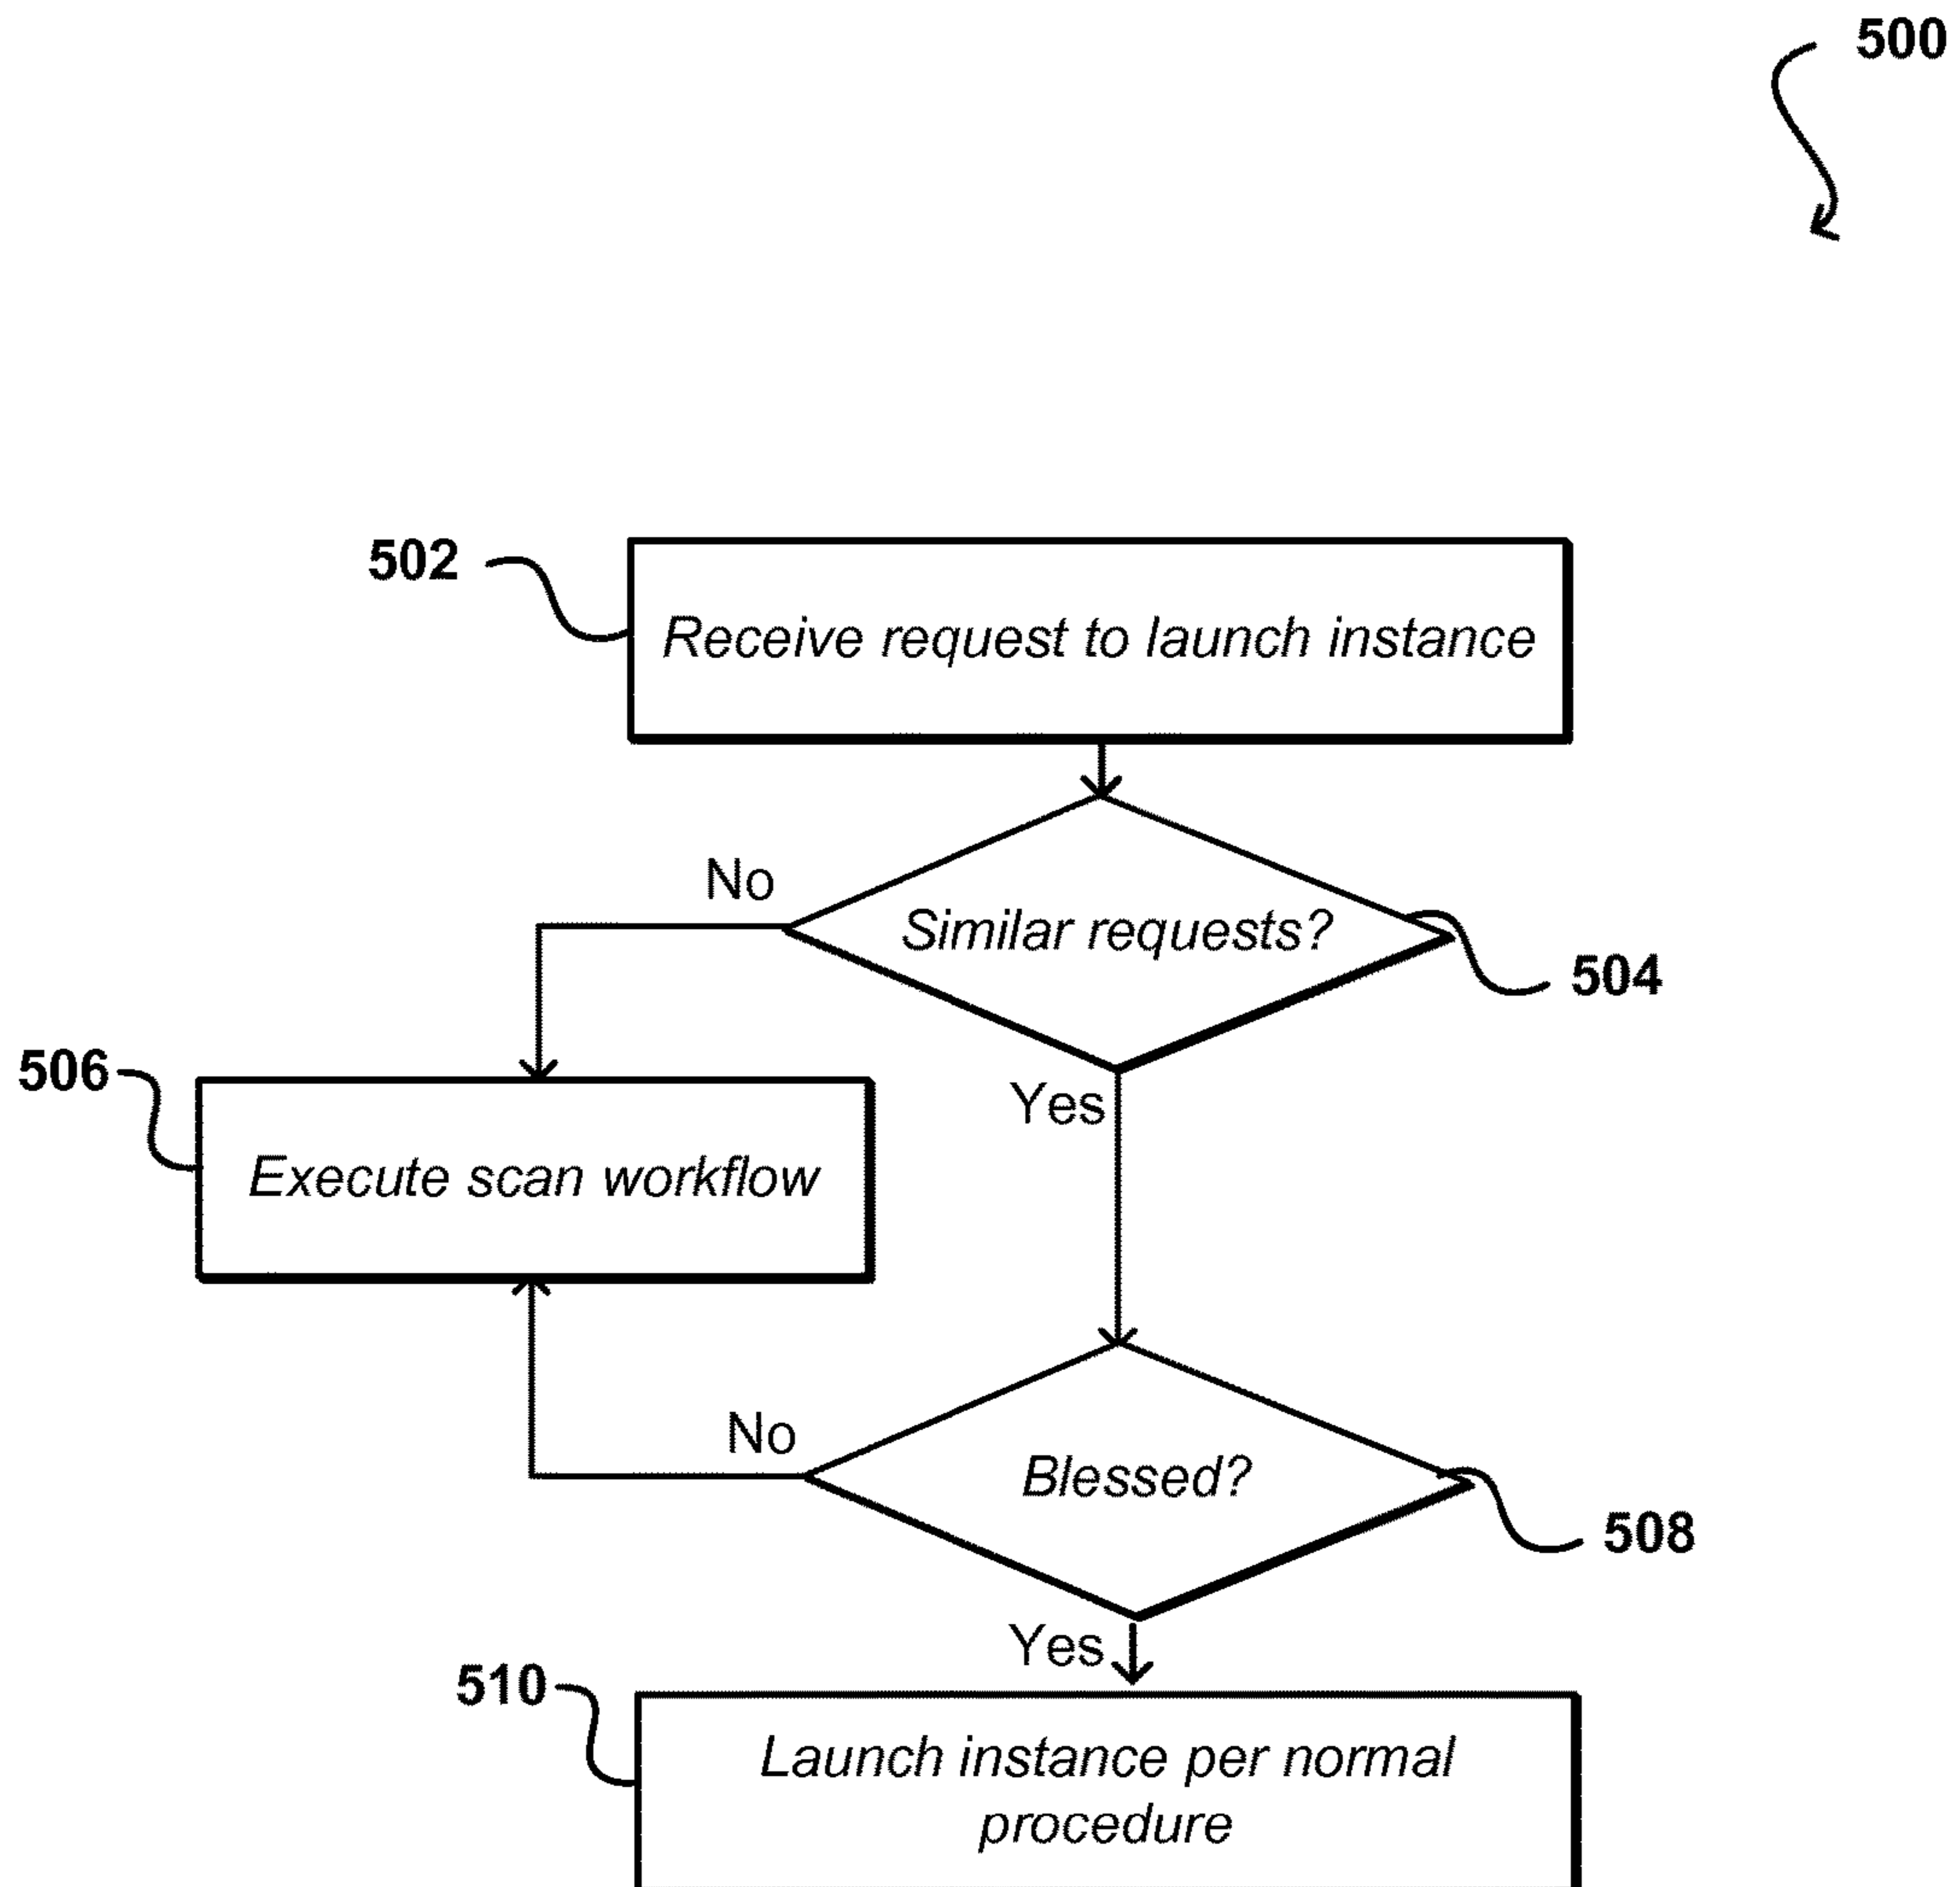 500
502
Receive request to launch instance
No
Similar requests?
504
506
Yes
Execute scan workflow
No
Blessed?
508
Yes
510
Launch instance per normal
procedure